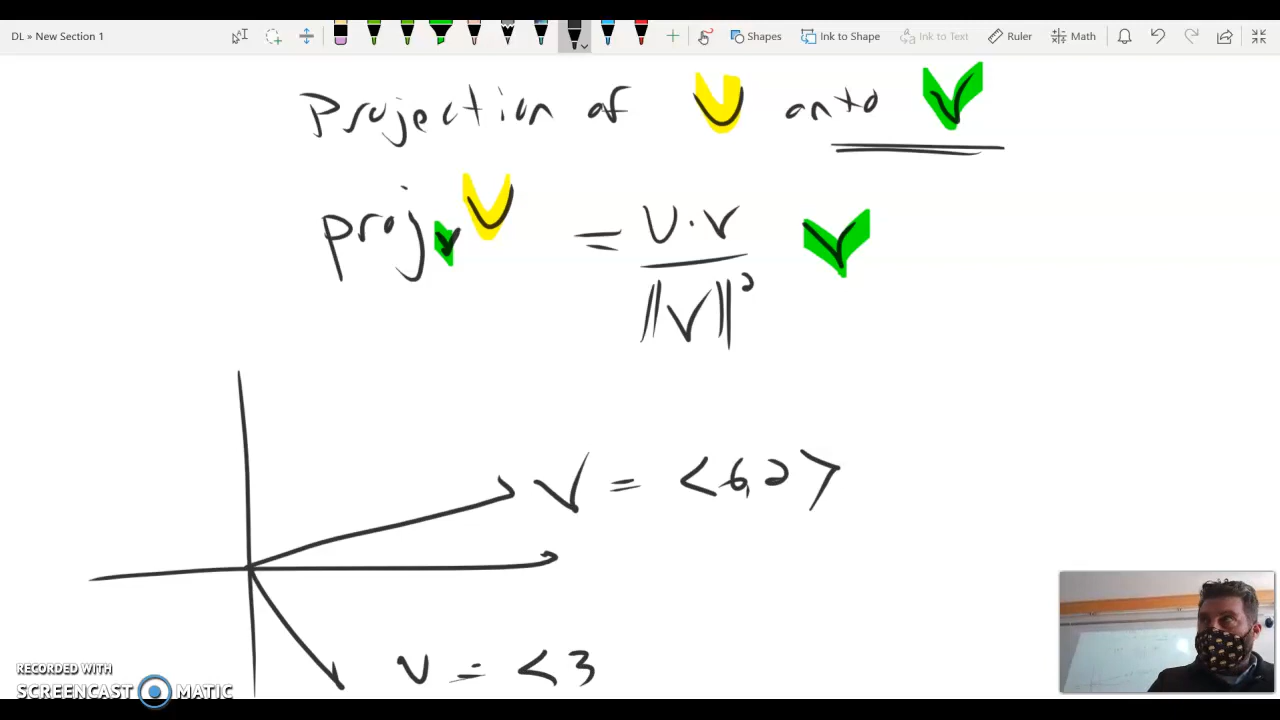 DL » New Section 1
Shapes
Ink to Shape
Ink to Text
Ruler
Math
Projection of U onto V
proj v U = U · V / ||V||² V
V = <6,2>
U = <3
RECORDED WITH
SCREENCAST MATIC